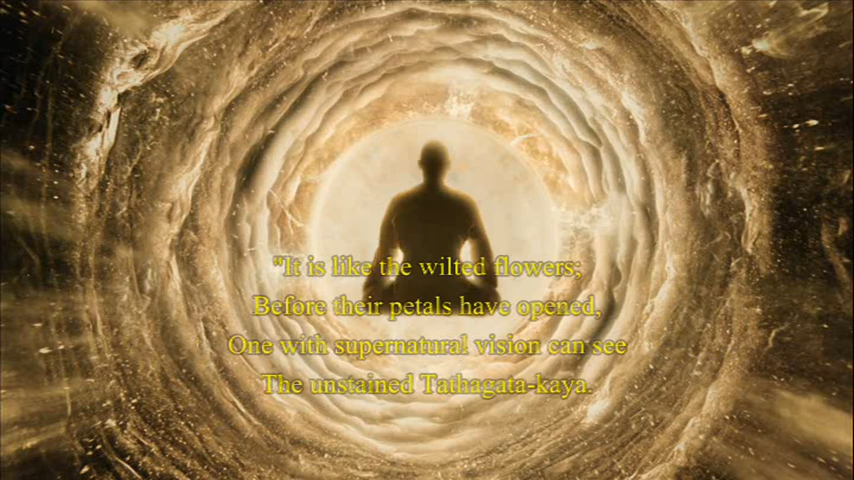 "It is like the wilted flowers;
Before their petals have opened,
One with supernatural vision can see
The unstained Tathagata-kaya.